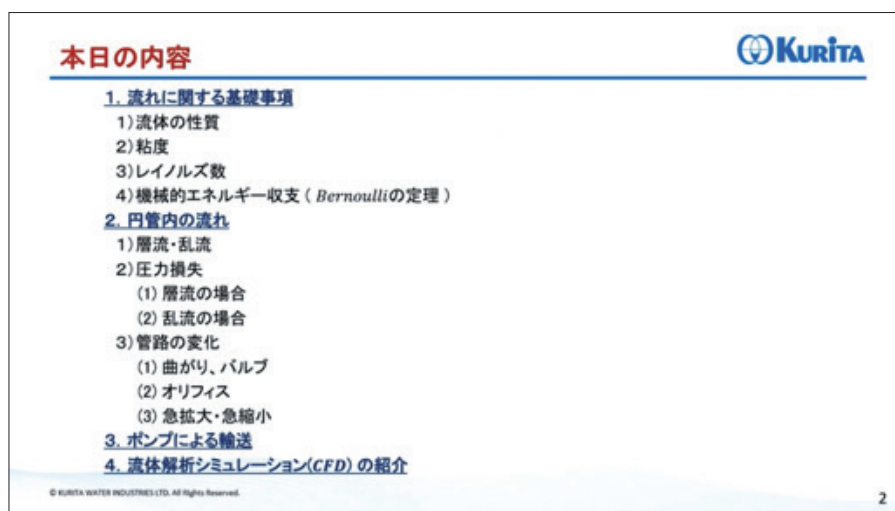 本日の内容
KURITA
1. 流れに関する基礎事項
1)流体の性質
2)粘度
3)レイノルズ数
4)機械的エネルギー収支 ( Bernoulliの定理 )
2. 円管内の流れ
1)層流・乱流
2)圧力損失
(1) 層流の場合
(2) 乱流の場合
3)管路の変化
(1) 曲がり、バルブ
(2) オリフィス
(3) 急拡大・急縮小
3. ポンプによる輸送
4. 流体解析シミュレーション(CFD) の紹介
© KURITA WATER INDUSTRIES LTD. All Rights Reserved.
2